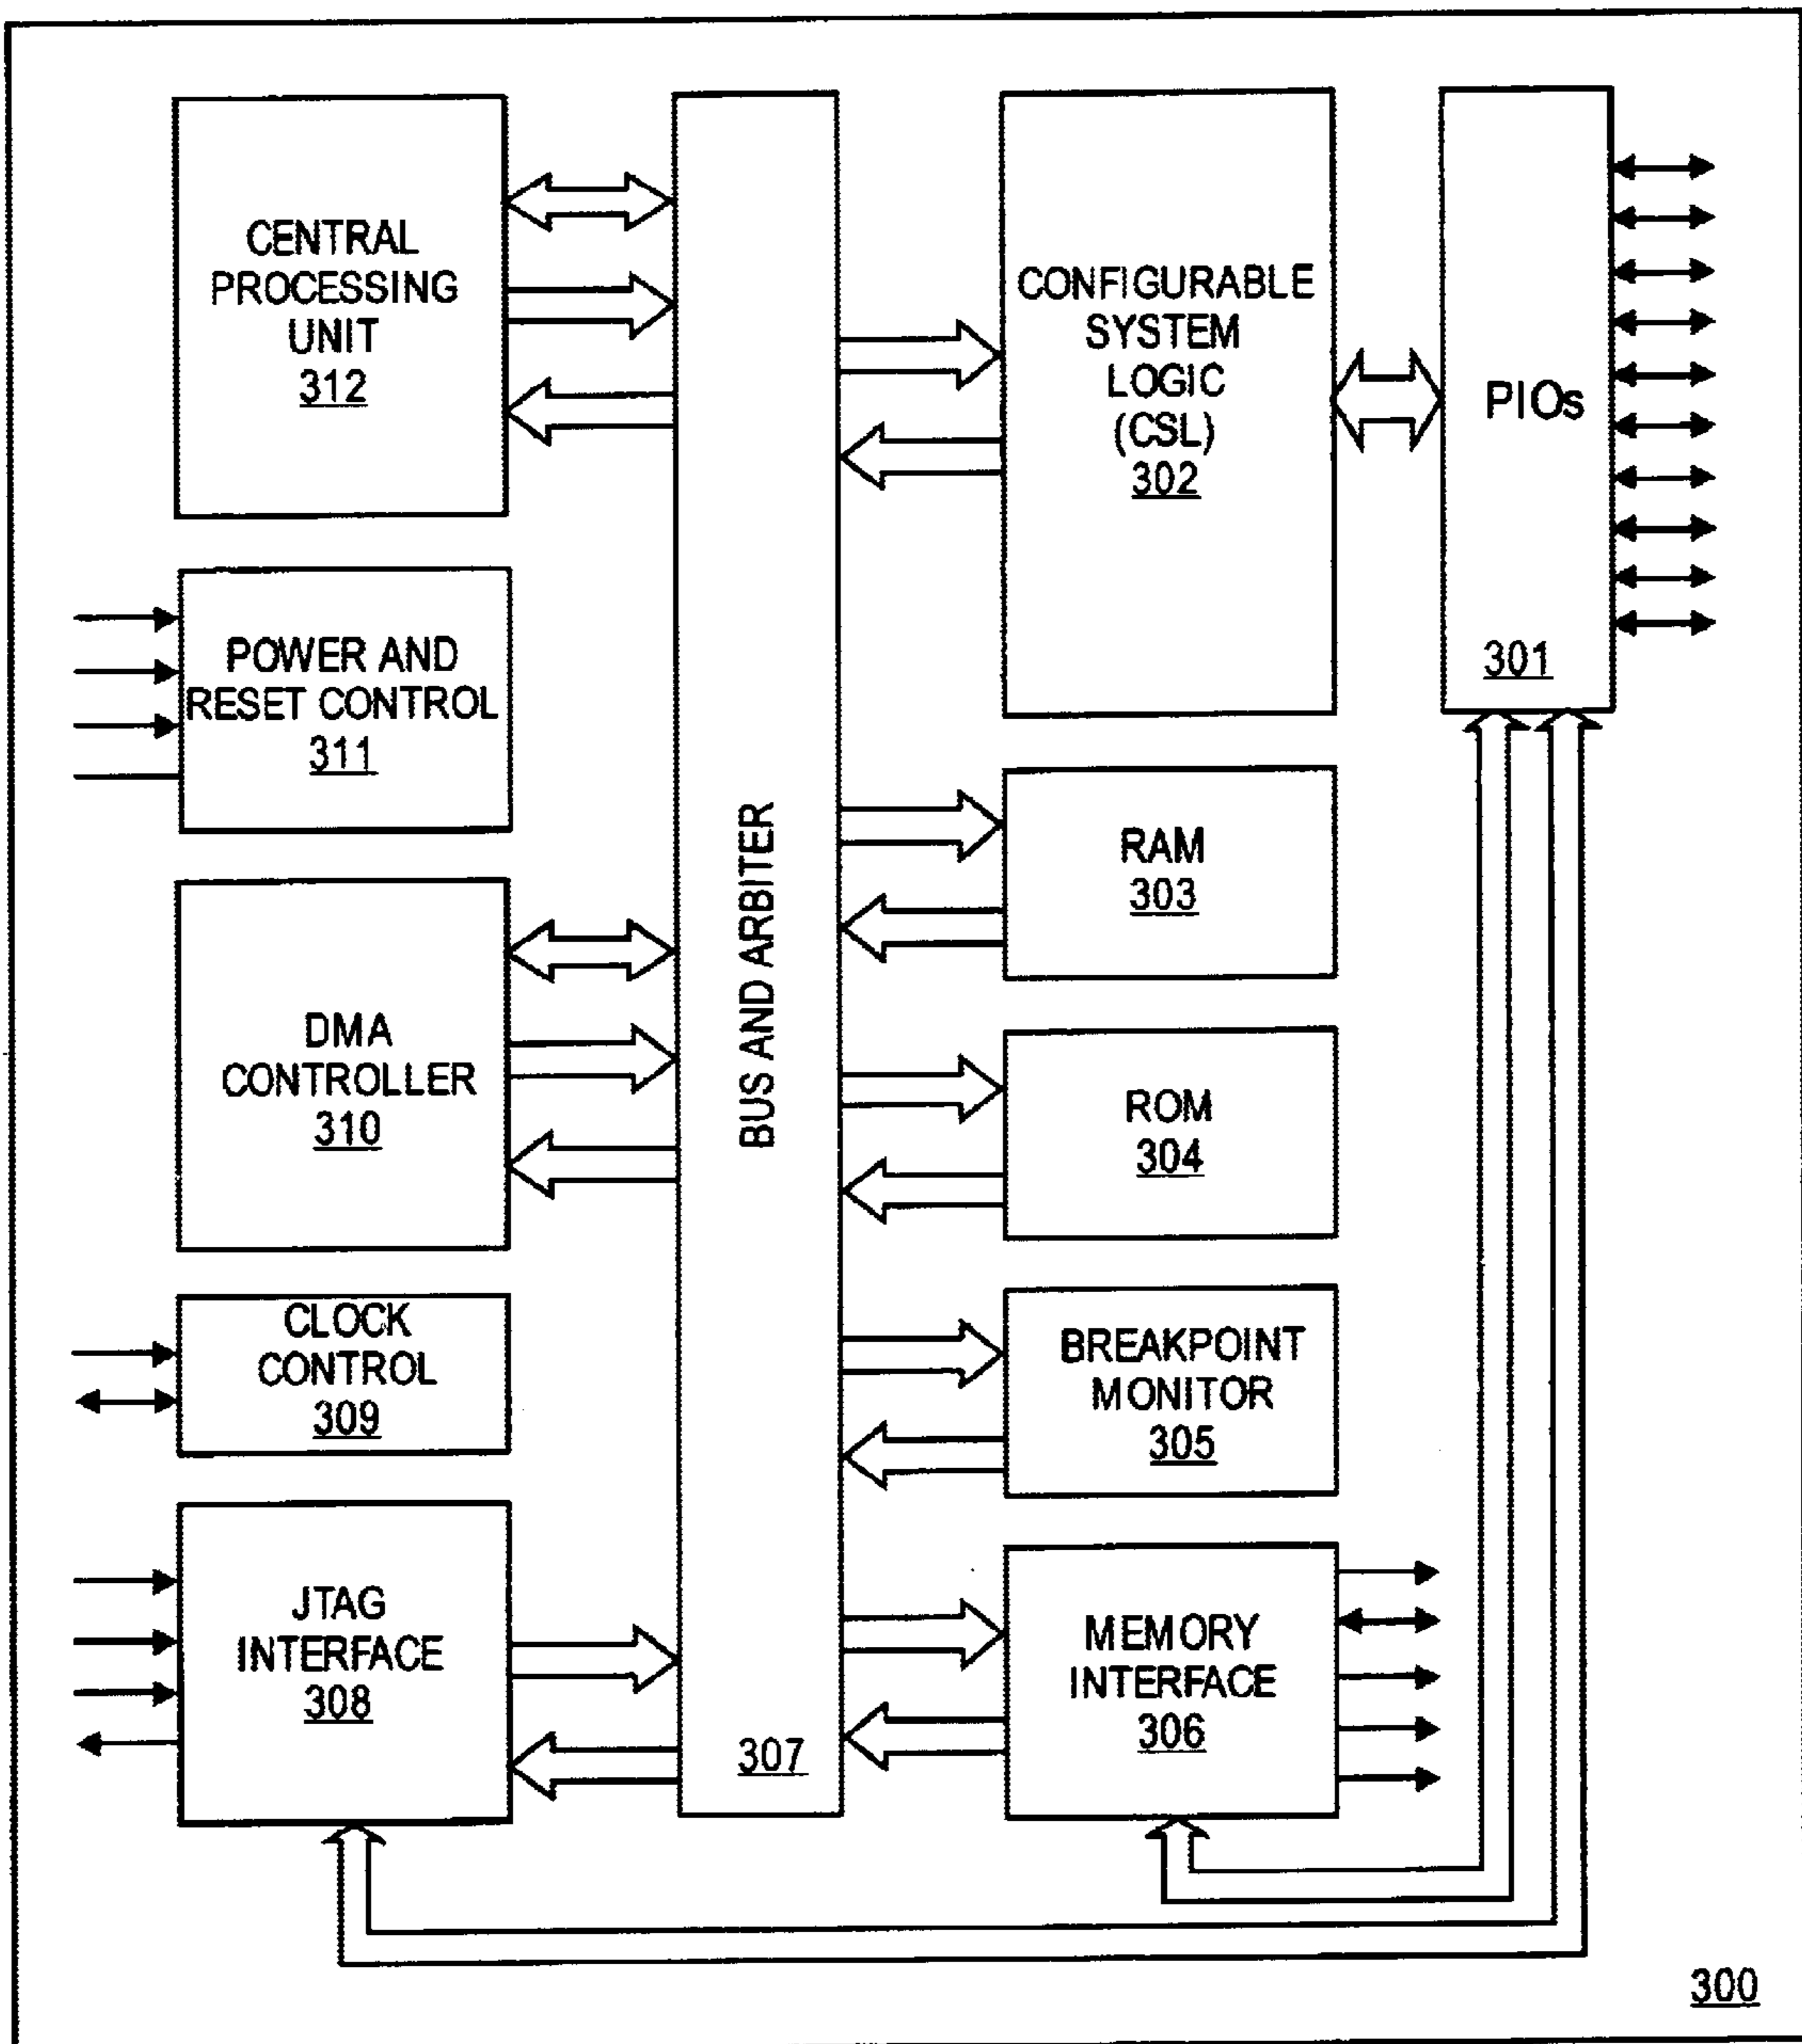 CENTRAL
PROCESSING
UNIT
312
POWER AND
RESET CONTROL
311
DMA
CONTROLLER
310
CLOCK
CONTROL
309
JTAG
INTERFACE
308
BUS AND ARBITER
307
CONFIGURABLE
SYSTEM
LOGIC
(CSL)
302
PIOs
301
RAM
303
ROM
304
BREAKPOINT
MONITOR
305
MEMORY
INTERFACE
306
300